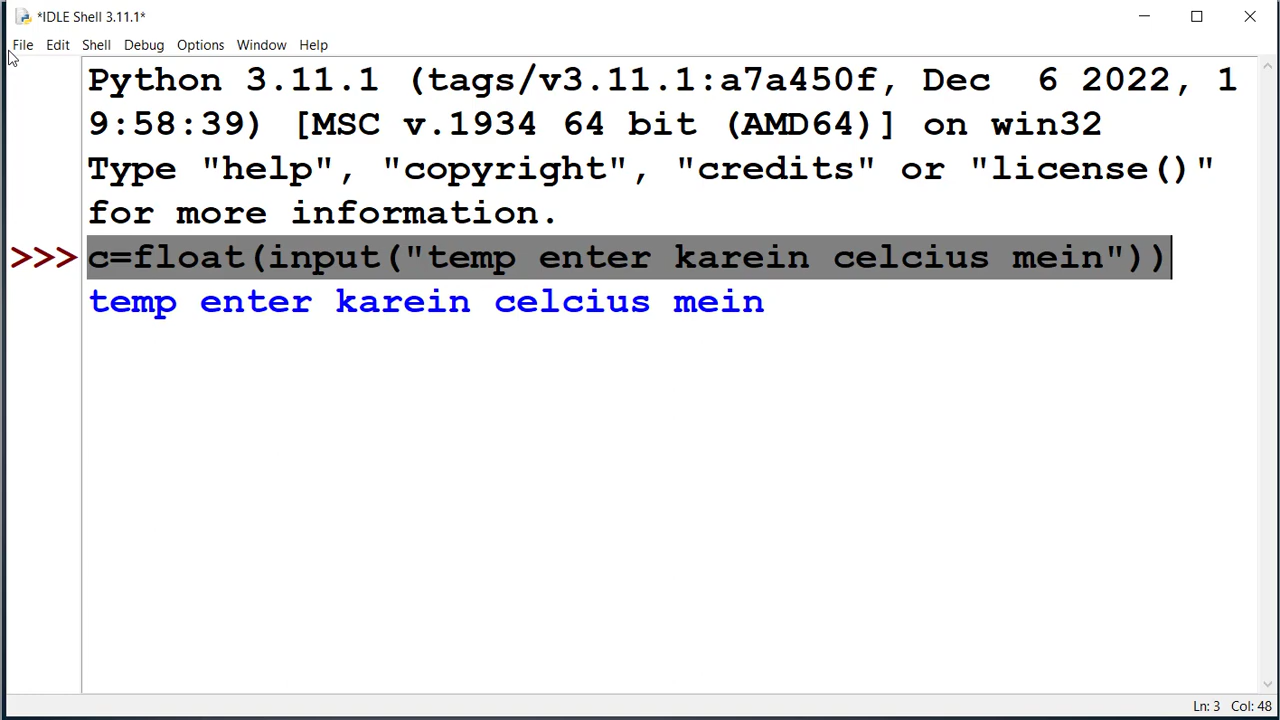 *IDLE Shell 3.11.1*
File Edit Shell Debug Options Window Help
Python 3.11.1 (tags/v3.11.1:a7a450f, Dec  6 2022, 1
9:58:39) [MSC v.1934 64 bit (AMD64)] on win32
Type "help", "copyright", "credits" or "license()"
for more information.
>>> c=float(input("temp enter karein celcius mein"))
temp enter karein celcius mein
Ln: 3 Col: 48